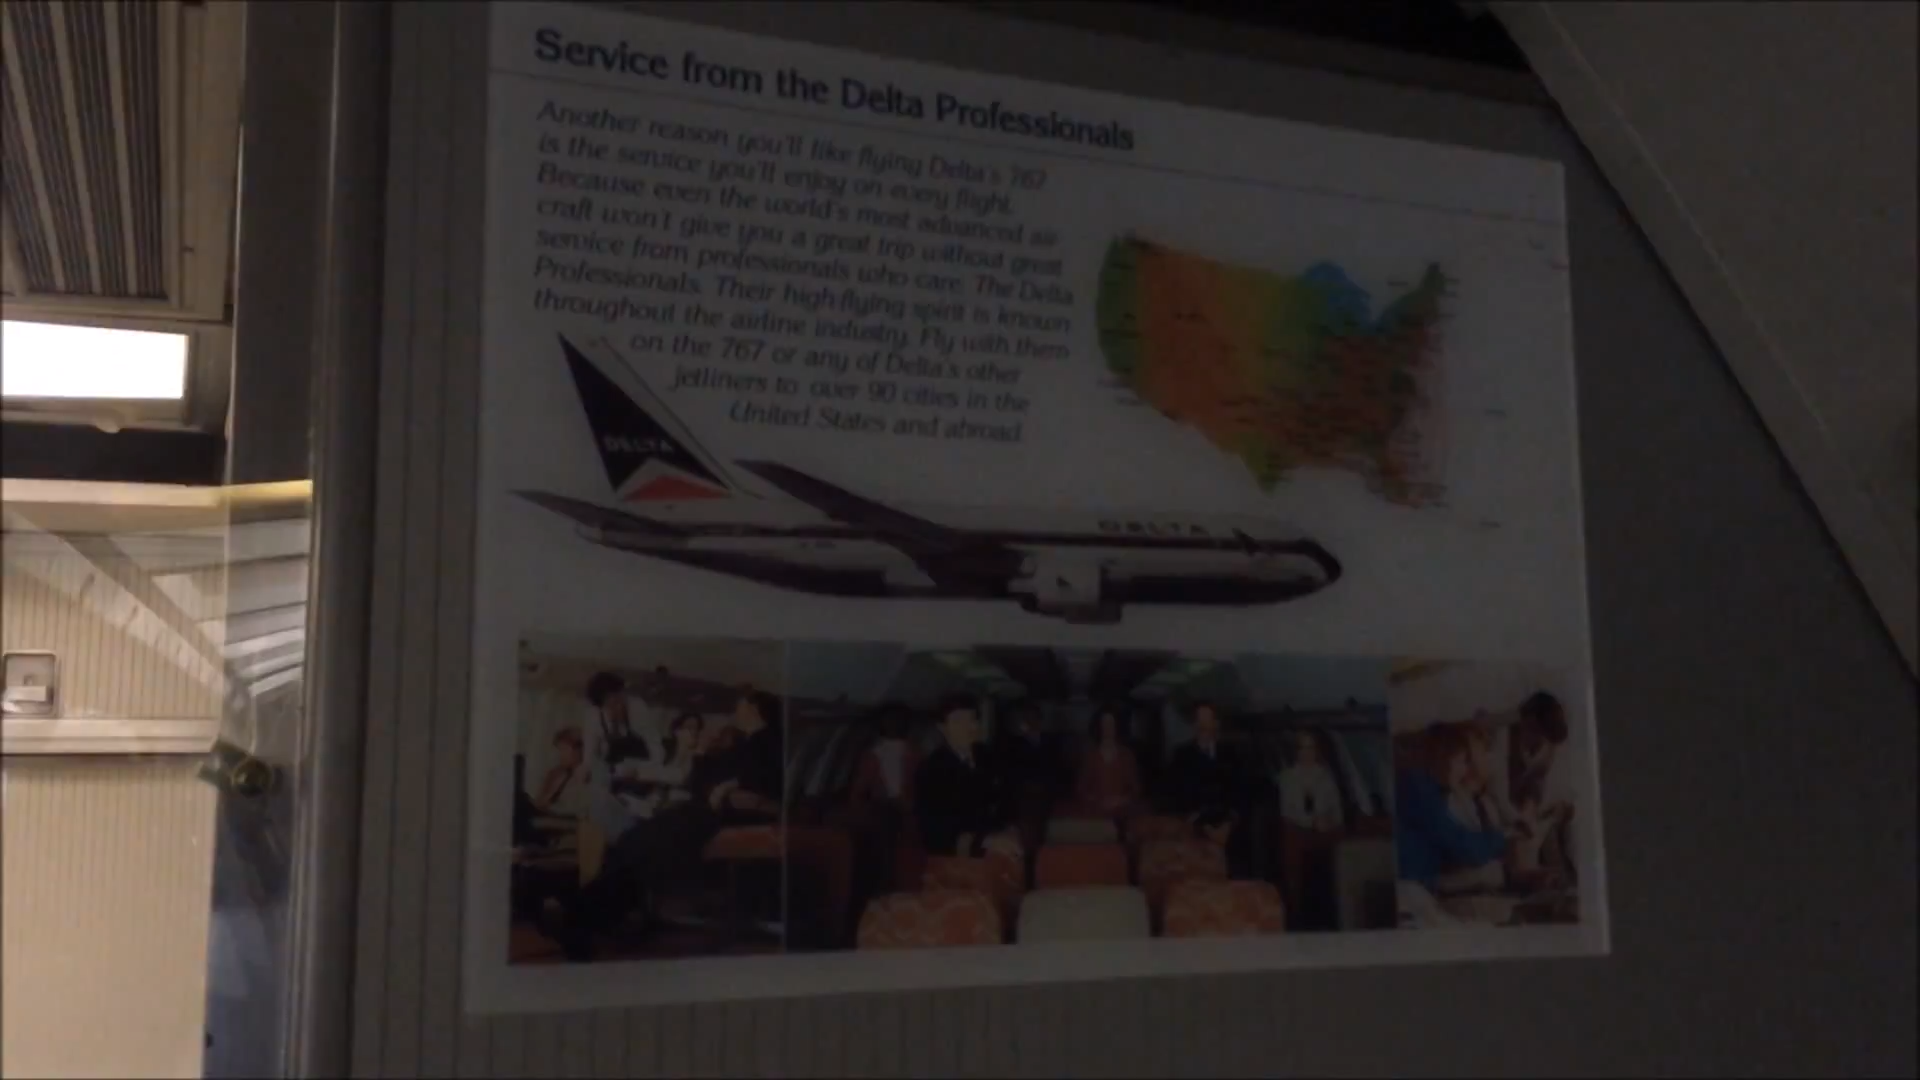 Service from the Delta Professionals
Another reason you'll like flying Delta's 767
is the service you'll enjoy on every flight.
Because even the world's most advanced air-
craft won't give you a great trip without great
service from professionals who care. The Delta
Professionals. Their high-flying spirit is known
throughout the airline industry. Fly with them
on the 767 or any of Delta's other
jetliners to over 90 cities in the
United States and abroad.
DELTA
DELTA